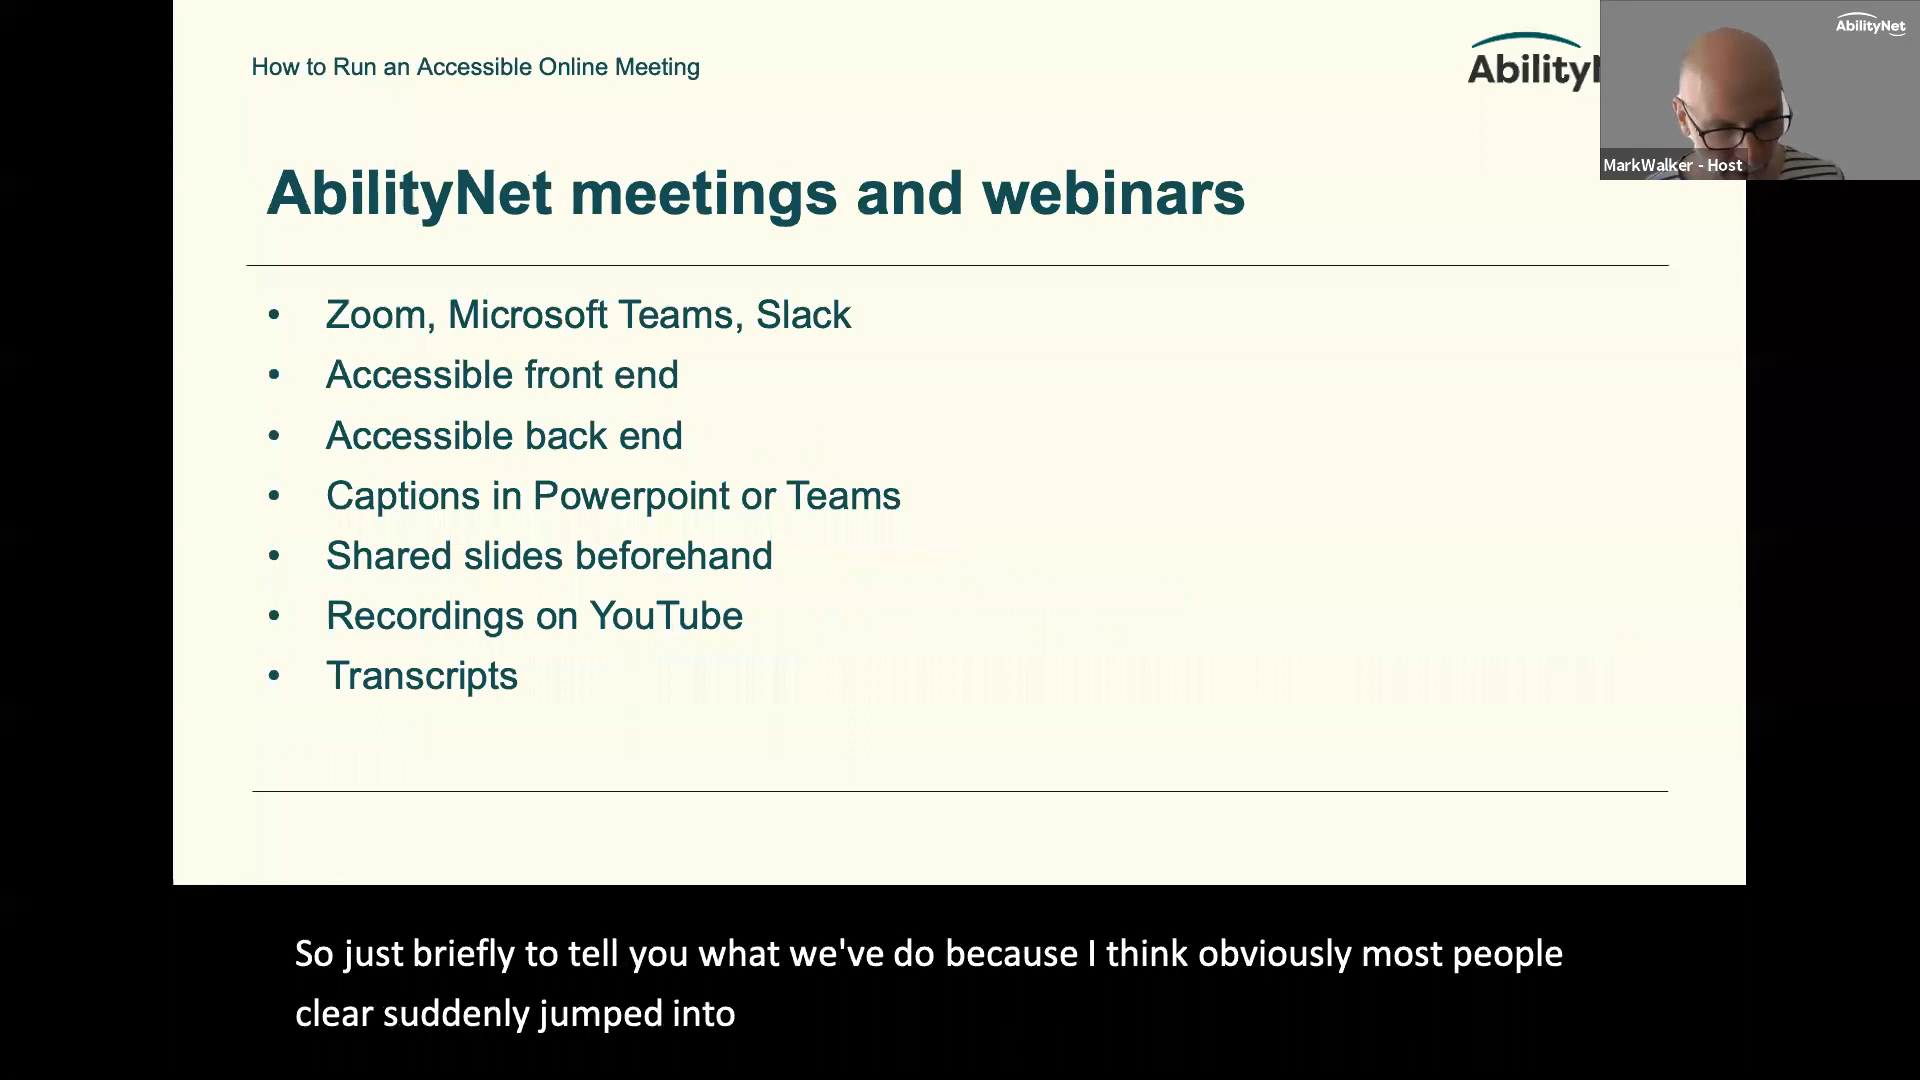 How to Run an Accessible Online Meeting
Ability
AbilityNet
MarkWalker - Host
AbilityNet meetings and webinars
• Zoom, Microsoft Teams, Slack
• Accessible front end
• Accessible back end
• Captions in Powerpoint or Teams
• Shared slides beforehand
• Recordings on YouTube
• Transcripts
So just briefly to tell you what we've do because I think obviously most people
clear suddenly jumped into